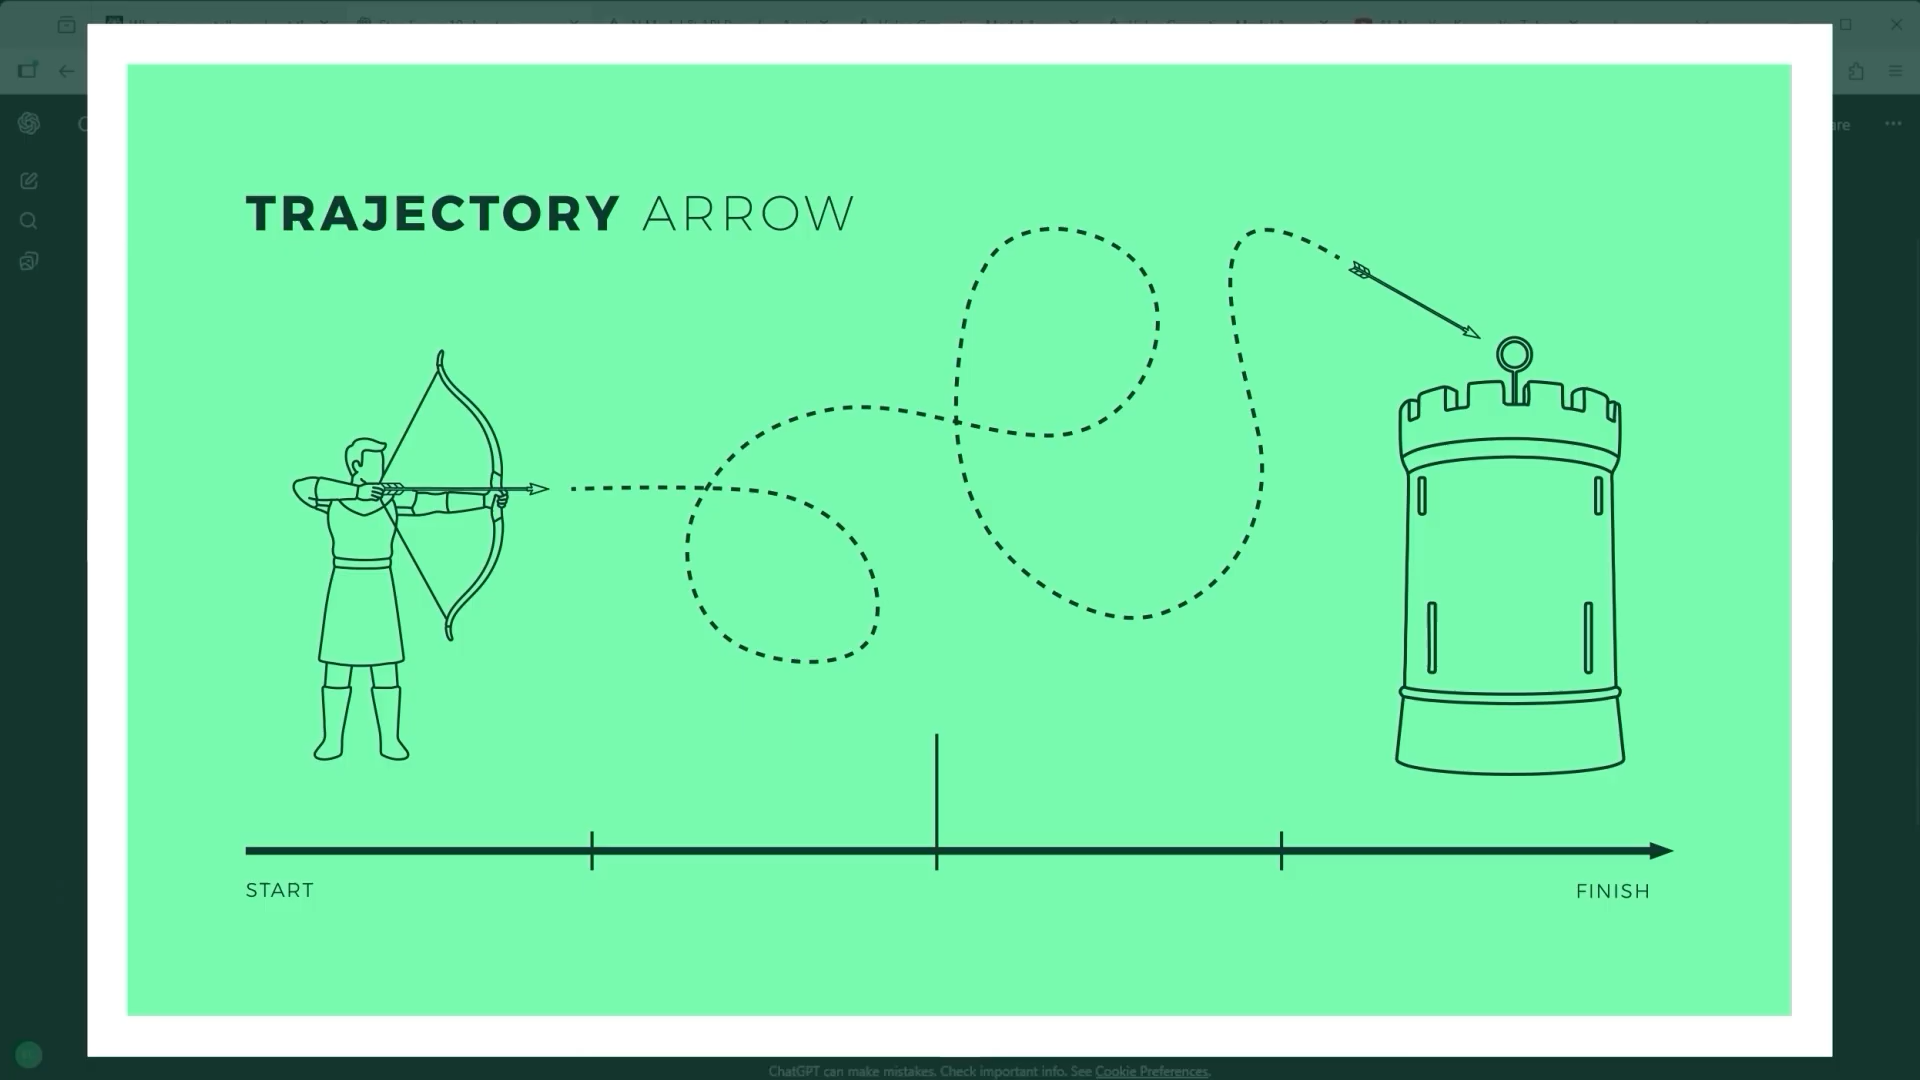 TRAJECTORY ARROW
START
FINISH
ChatGPT can make mistakes. Check important info. See Cookie Preferences.